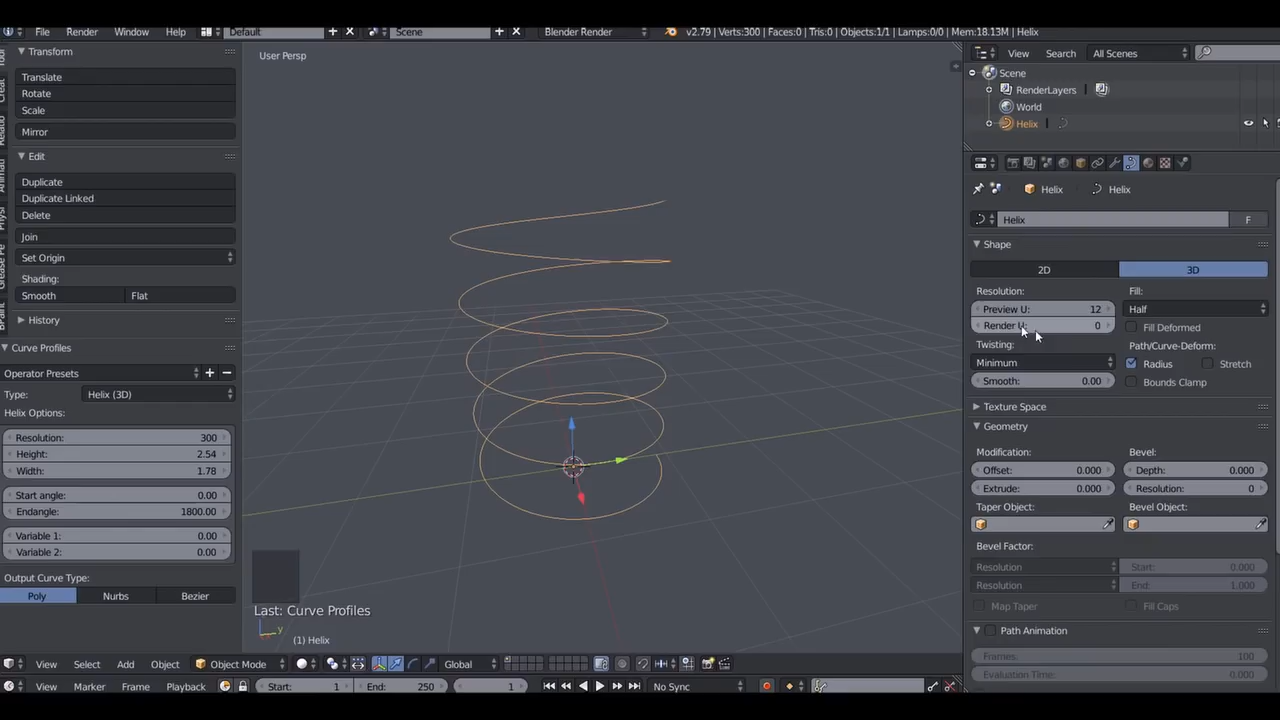 File Render Window Help Default Scene Blender Render v2.79 | Verts:300 | Faces:0 | Tris:0 | Objects:1/1 | Lamps:0/0 | Mem:18.13M | Helix
Transform
Translate
Rotate
Scale
Mirror
Edit
Duplicate
Duplicate Linked
Delete
Join
Set Origin
Shading:
Smooth Flat
History
Curve Profiles
Operator Presets
Type: Helix (3D)
Helix Options:
Resolution: 300
Height: 2.54
Width: 1.78
Start angle: 0.00
Endangle: 1800.00
Variable 1: 0.00
Variable 2: 0.00
Output Curve Type:
Poly Nurbs Bezier
User Persp
Last: Curve Profiles
y
(1) Helix
View Select Add Object Object Mode Global
View Marker Frame Playback Start: 1 End: 250 1 No Sync
View Search All Scenes
Scene
RenderLayers
World
Helix
Helix Helix
Helix F
Shape
2D 3D
Resolution: Fill:
Preview U: 12 Half
Render U: 0 Fill Deformed
Twisting: Path/Curve-Deform:
Minimum Radius Stretch
Smooth: 0.00 Bounds Clamp
Texture Space
Geometry
Modification: Bevel:
Offset: 0.000 Depth: 0.000
Extrude: 0.000 Resolution: 0
Taper Object: Bevel Object:
Bevel Factor:
Resolution Start: 0.000
Resolution End: 1.000
Map Taper Fill Caps
Path Animation
Frames: 100
Evaluation Time: 0.000